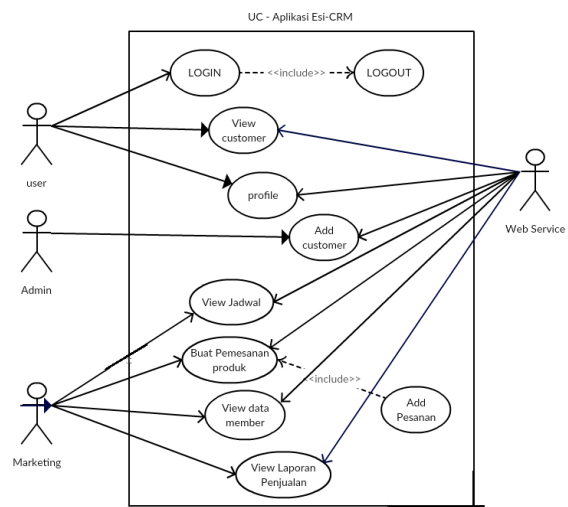 UC - Aplikasi Esi-CRM
LOGIN
<<include>>
LOGOUT
View
customer
user
profile
Web Service
Add
customer
Admin
View Jadwal
Buat Pemesanan
produk
<<include>>
Add
Pesanan
View data
member
Marketing
View Laporan
Penjualan